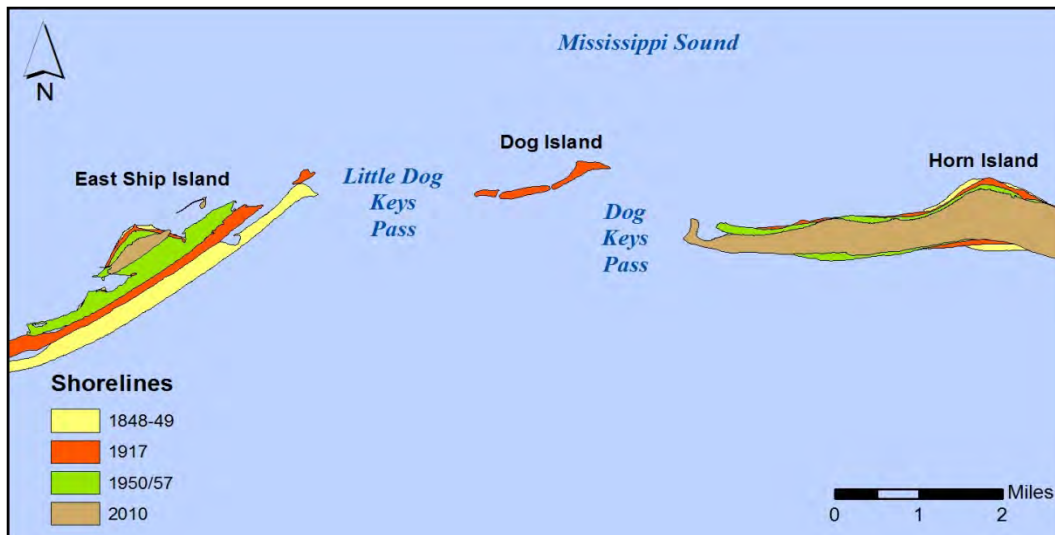 Mississippi Sound
N
Dog Island
East Ship Island
Little Dog
Keys
Pass
Horn Island
Dog
Keys
Pass
Shorelines
1848-49
1917
1950/57
2010
Miles
0 1 2